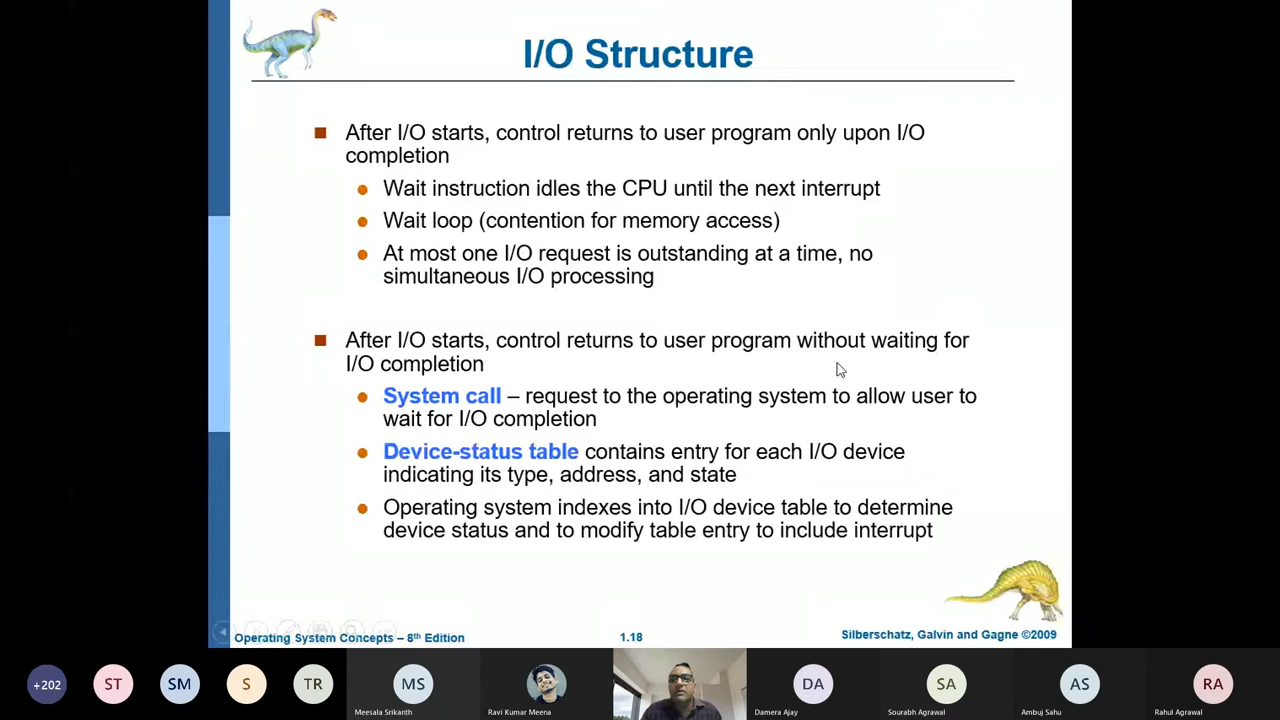 I/O Structure
After I/O starts, control returns to user program only upon I/O
completion
Wait instruction idles the CPU until the next interrupt
Wait loop (contention for memory access)
At most one I/O request is outstanding at a time, no
simultaneous I/O processing
After I/O starts, control returns to user program without waiting for
I/O completion
System call – request to the operating system to allow user to
wait for I/O completion
Device-status table contains entry for each I/O device
indicating its type, address, and state
Operating system indexes into I/O device table to determine
device status and to modify table entry to include interrupt
Operating System Concepts – 8th Edition
1.18
Silberschatz, Galvin and Gagne ©2009
+202
ST
SM
S
TR
MS
DA
SA
AS
RA
Meesala Srikanth
Ravi Kumar Meena
Damera Ajay
Sourabh Agrawal
Ambuj Sahu
Rahul Agrawal